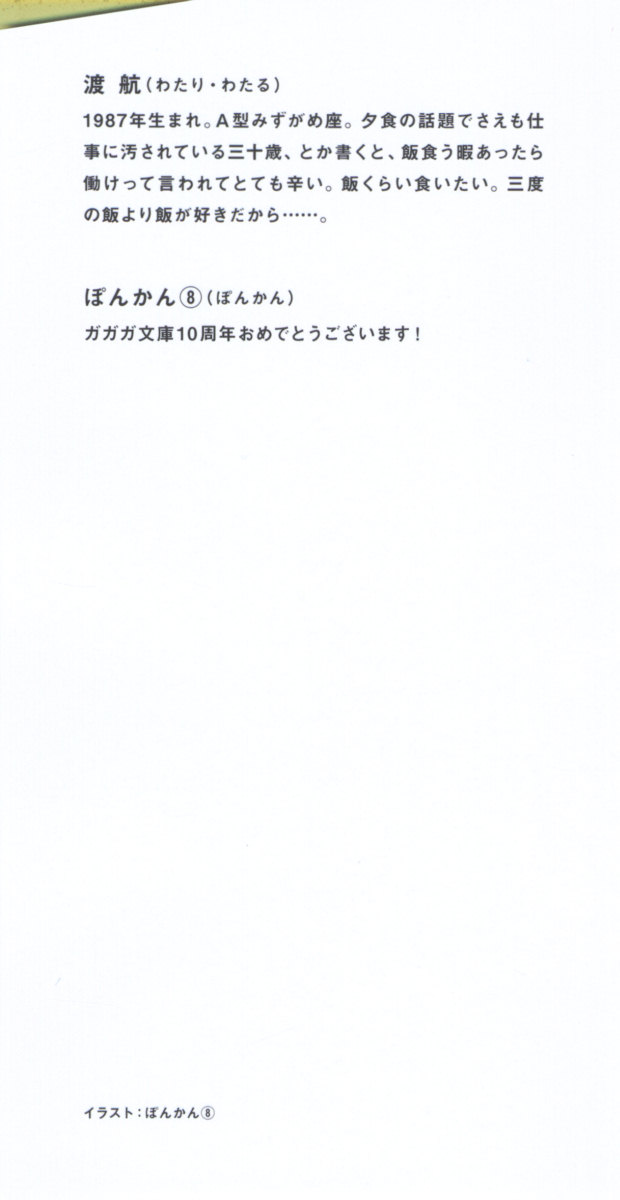 渡 航(わたり・わたる)
1987年生まれ。A型みずがめ座。夕食の話題でさえも仕
事に汚されている三十歳、とか書くと、飯食う暇あったら
働けって言われてとても辛い。飯くらい食いたい。三度
の飯より飯が好きだから……。
ぽんかん⑧(ぽんかん)
ガガガ文庫10周年おめでとうございます!
イラスト:ぽんかん⑧